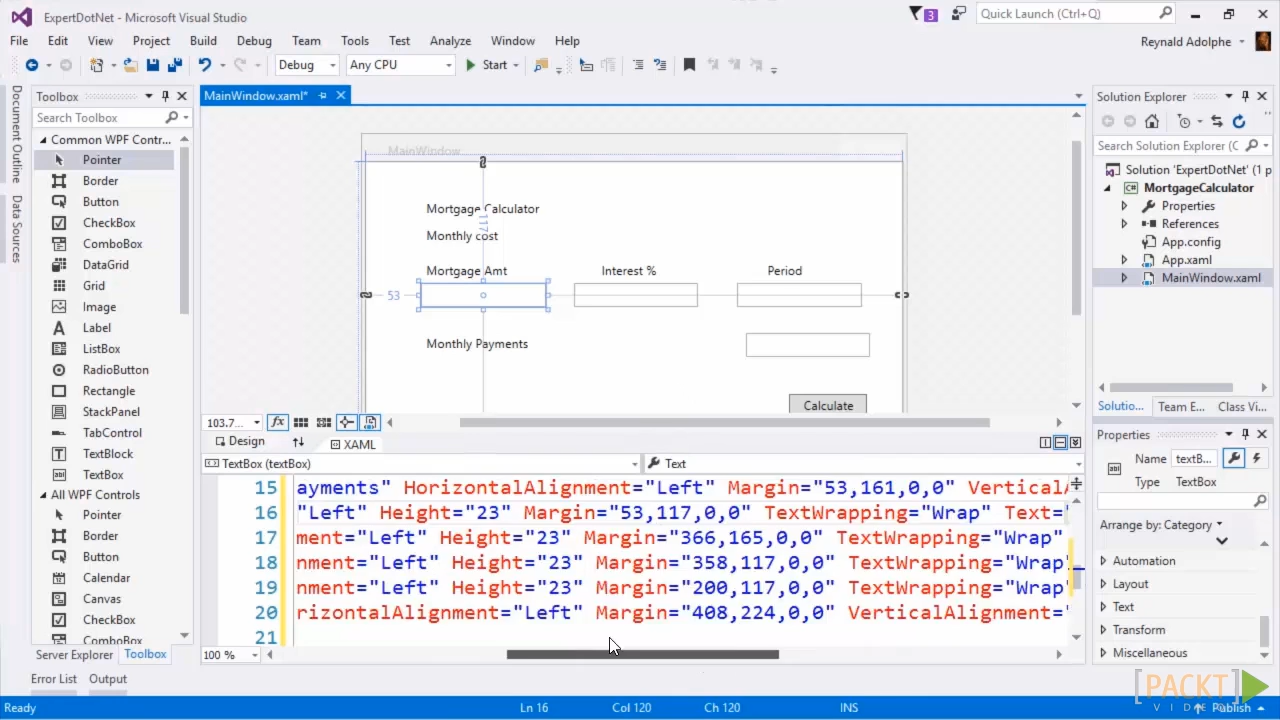 ExpertDotNet - Microsoft Visual Studio
3
Quick Launch (Ctrl+Q)
File Edit View Project Build Debug Team Tools Test Analyze Window Help
Reynald Adolphe
Debug Any CPU Start
Document Outline
Data Sources
Toolbox
Search Toolbox
Common WPF Contr...
Pointer
Border
Button
CheckBox
ComboBox
DataGrid
Grid
Image
Label
ListBox
RadioButton
Rectangle
StackPanel
TabControl
TextBlock
TextBox
All WPF Controls
Pointer
Border
Button
Calendar
Canvas
CheckBox
ComboBox
Server Explorer Toolbox
MainWindow.xaml*
MainWindow
117
Mortgage Calculator
Monthly cost
Mortgage Amt Interest % Period
53
Monthly Payments
Calculate
103.7...
fx
Design XAML
TextBox (textBox) Text
15 ayments" HorizontalAlignment="Left" Margin="53,161,0,0" VerticalA
16 "Left" Height="23" Margin="53,117,0,0" TextWrapping="Wrap" Text="
17 ment="Left" Height="23" Margin="366,165,0,0" TextWrapping="Wrap"
18 nment="Left" Height="23" Margin="358,117,0,0" TextWrapping="Wrap"
19 nment="Left" Height="23" Margin="200,117,0,0" TextWrapping="Wrap"
20 rizontalAlignment="Left" Margin="408,224,0,0" VerticalAlignment="
21
100 %
Solution Explorer
Search Solution Explorer (C
Solution 'ExpertDotNet' (1 p
MortgageCalculator
Properties
References
App.config
App.xaml
MainWindow.xaml
Solutio... Team E... Class Vi...
Properties
Name textB...
Type TextBox
Arrange by: Category
Automation
Layout
Text
Transform
Miscellaneous
Error List Output
Ready Ln 16 Col 120 Ch 120 INS Publish
[PACKT]
VIDEO